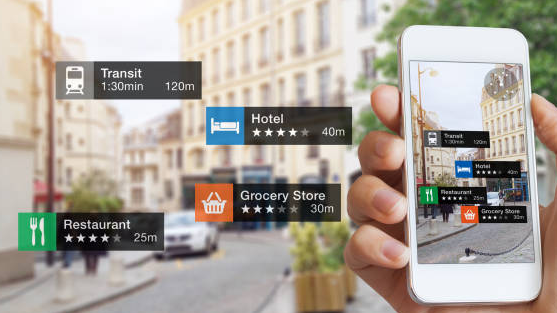 Transit
1:30min 120m
Hotel
40m
Grocery Store
30m
Restaurant
25m
Transit
1:30min 120m
Hotel
40m
Restaurant
25m
Grocery Store
30m